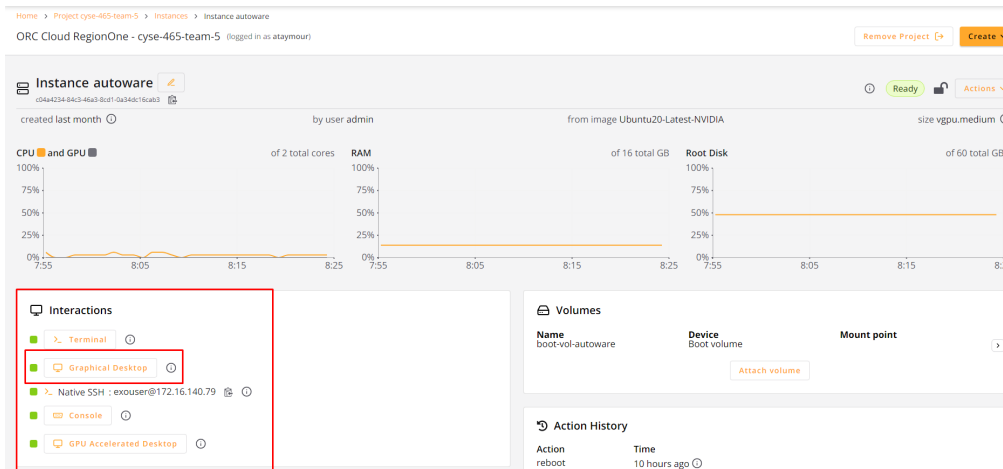 Home > Project cyse-465-team-5 > Instances > Instance autoware
ORC Cloud RegionOne - cyse-465-team-5 (logged in as ataymour)
Remove Project
Create
Instance autoware
c04a4234-84c3-46a3-8cd1-0a34dc16cab3
Ready
Actions
created last month
by user admin
from image Ubuntu20-Latest-NVIDIA
size vgpu.medium
CPU and GPU
of 2 total cores
100%
75%
50%
25%
0%
7:55 8:05 8:15 8:25
RAM
of 16 total GB
100%
75%
50%
25%
0%
7:55 8:05 8:15 8:25
Root Disk
of 60 total GB
100%
75%
50%
25%
0%
7:55 8:05 8:15
Interactions
Terminal
Graphical Desktop
Native SSH : exouser@172.16.140.79
Console
GPU Accelerated Desktop
Volumes
Name Device Mount point
boot-vol-autoware Boot volume
Attach volume
Action History
Action Time
reboot 10 hours ago